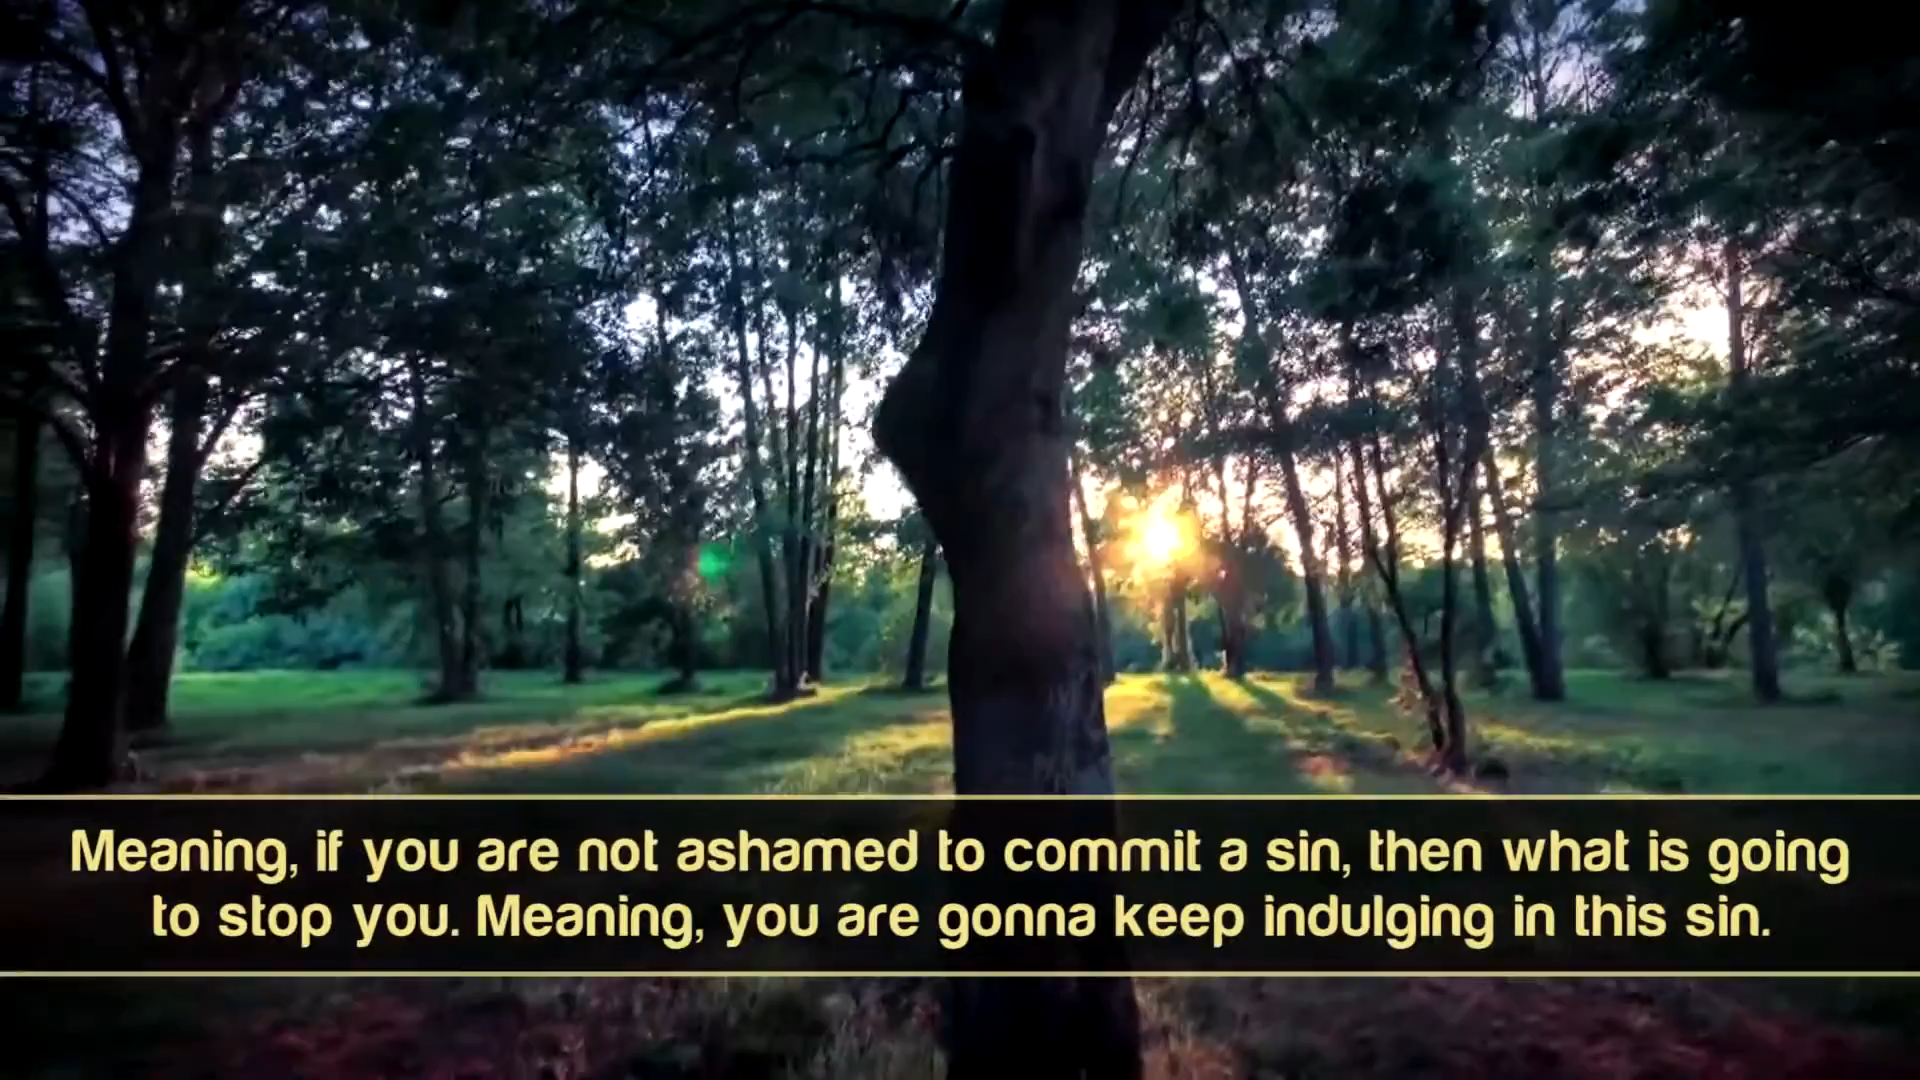 Meaning, if you are not ashamed to commit a sin, then what is going
to stop you. Meaning, you are gonna keep indulging in this sin.